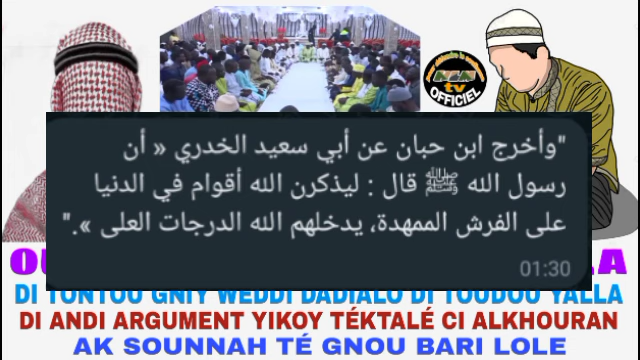 tv
OFFICIEL
"وأخرج ابن حبان عن أبي سعيد الخدري « أن
رسول الله ﷺ قال : ليذكرن الله أقوام في الدنيا
على الفرش الممهدة، يدخلهم الله الدرجات العلى »."
01:30
DI TONTOU GNIY WEDDI DADIALO DI TOUDOU YALLA
DI ANDI ARGUMENT YIKOY TÉKTALÉ CI ALKHOURAN
AK SOUNNAH TÉ GNOU BARI LOLE